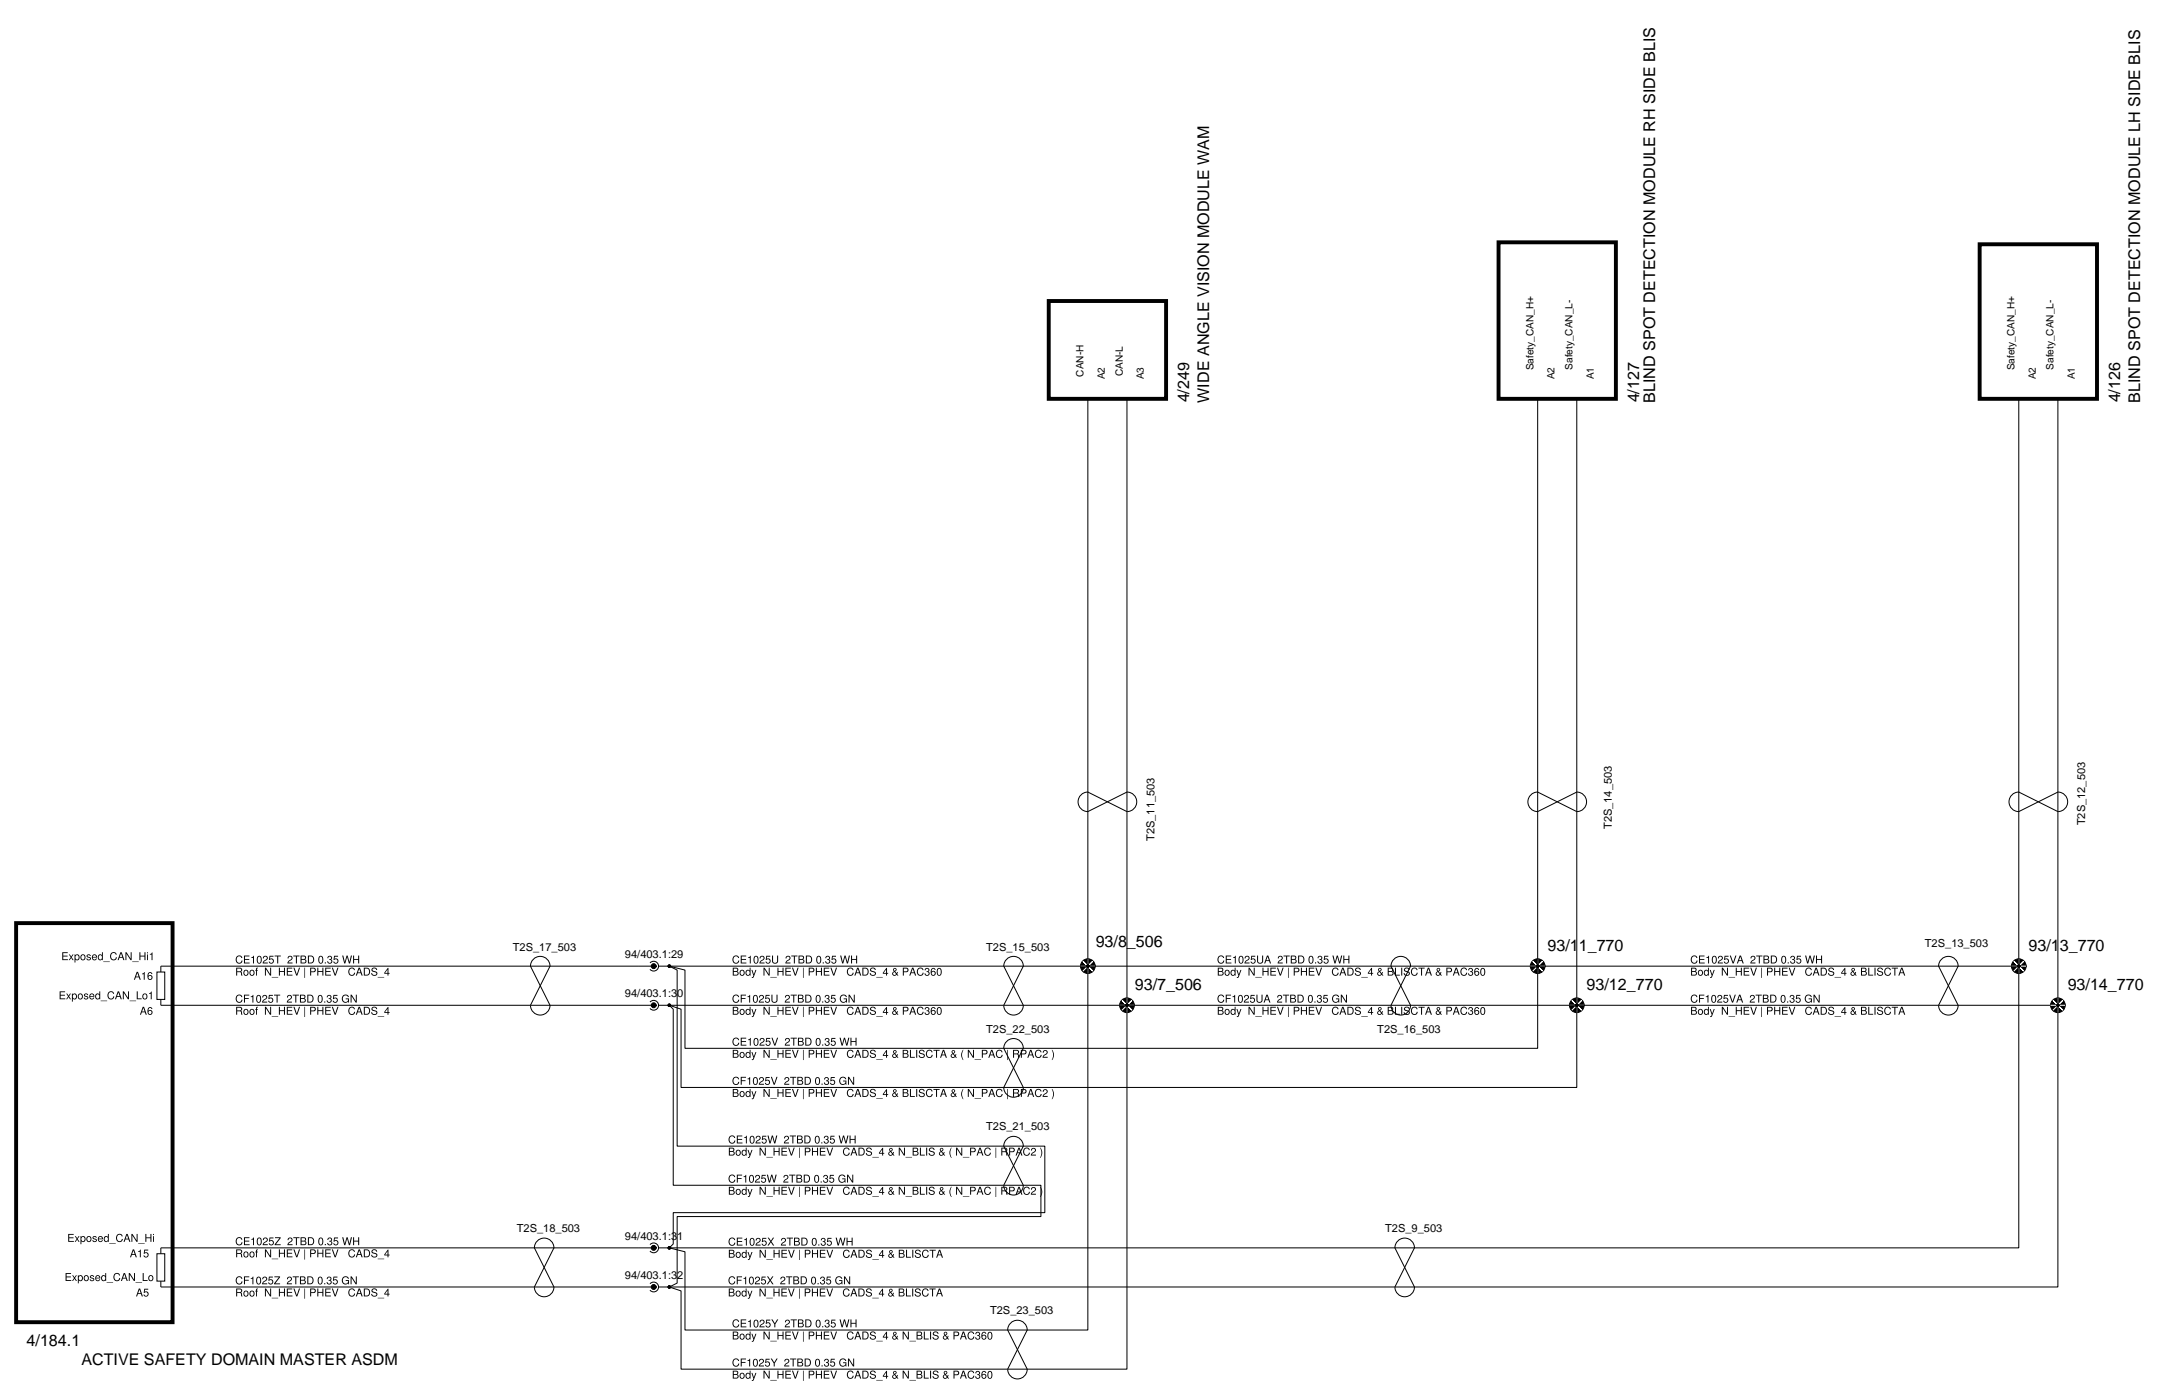 BLIND SPOT DETECTION MODULE RH SIDE BLIS
4/127
BLIND SPOT DETECTION MODULE LH SIDE BLIS
4/126
WIDE ANGLE VISION MODULE WAM
4/249
CAN-H
A2
CAN-L
A3
Safety_CAN_H+
A2
Safety_CAN_L-
A1
Safety_CAN_H+
A2
Safety_CAN_L-
A1
T2S_11_503
T2S_14_503
T2S_12_503
Exposed_CAN_Hi1
A16
Exposed_CAN_Lo1
A6
CE1025T 2TBD 0.35 WH
Roof N_HEV | PHEV CADS_4
CF1025T 2TBD 0.35 GN
Roof N_HEV | PHEV CADS_4
T2S_17_503
94/403.1:29
94/403.1:30
CE1025U 2TBD 0.35 WH
Body N_HEV | PHEV CADS_4 & PAC360
CF1025U 2TBD 0.35 GN
Body N_HEV | PHEV CADS_4 & PAC360
T2S_15_503
93/8_506
93/7_506
CE1025UA 2TBD 0.35 WH
Body N_HEV | PHEV CADS_4 & BLISCTA & PAC360
CF1025UA 2TBD 0.35 GN
Body N_HEV | PHEV CADS_4 & BLISCTA & PAC360
T2S_16_503
93/11_770
93/12_770
CE1025VA 2TBD 0.35 WH
Body N_HEV | PHEV CADS_4 & BLISCTA
CF1025VA 2TBD 0.35 GN
Body N_HEV | PHEV CADS_4 & BLISCTA
T2S_13_503
93/13_770
93/14_770
T2S_22_503
CE1025V 2TBD 0.35 WH
Body N_HEV | PHEV CADS_4 & BLISCTA & ( N_PAC | RPAC2 )
CF1025V 2TBD 0.35 GN
Body N_HEV | PHEV CADS_4 & BLISCTA & ( N_PAC | RPAC2 )
T2S_21_503
CE1025W 2TBD 0.35 WH
Body N_HEV | PHEV CADS_4 & N_BLIS & ( N_PAC | RPAC2 )
CF1025W 2TBD 0.35 GN
Body N_HEV | PHEV CADS_4 & N_BLIS & ( N_PAC | RPAC2 )
Exposed_CAN_Hi
A15
Exposed_CAN_Lo
A5
CE1025Z 2TBD 0.35 WH
Roof N_HEV | PHEV CADS_4
CF1025Z 2TBD 0.35 GN
Roof N_HEV | PHEV CADS_4
T2S_18_503
94/403.1:31
94/403.1:32
CE1025X 2TBD 0.35 WH
Body N_HEV | PHEV CADS_4 & BLISCTA
CF1025X 2TBD 0.35 GN
Body N_HEV | PHEV CADS_4 & BLISCTA
T2S_9_503
T2S_23_503
CE1025Y 2TBD 0.35 WH
Body N_HEV | PHEV CADS_4 & N_BLIS & PAC360
CF1025Y 2TBD 0.35 GN
Body N_HEV | PHEV CADS_4 & N_BLIS & PAC360
4/184.1
ACTIVE SAFETY DOMAIN MASTER ASDM